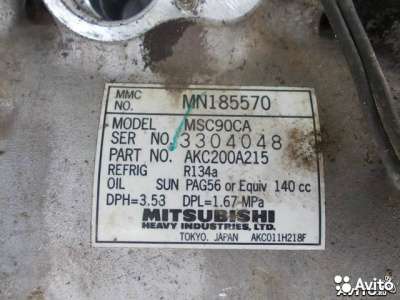 MMC NO. MN185570
MODEL MSC90CA
SER NO. 3304048
PART NO. AKC200A215
REFRIG R134a
OIL SUN PAG56 or Equiv 140 cc
DPH=3.53 DPL=1.67 MPa
MITSUBISHI
HEAVY INDUSTRIES, LTD.
TOKYO. JAPAN AKC011H218F
Avito